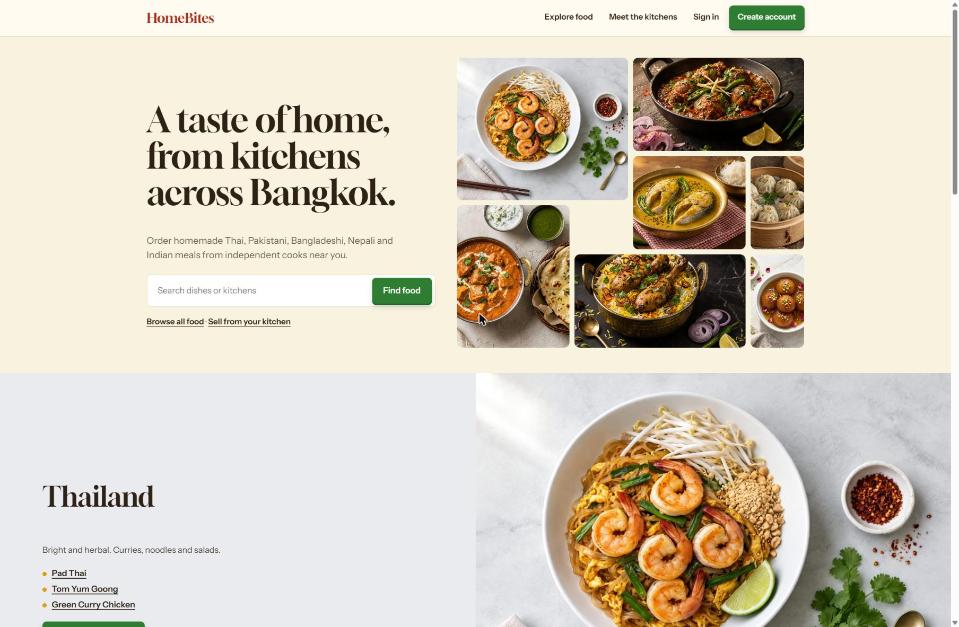 HomeBites
Explore food
Meet the kitchens
Sign in
Create account
A taste of home,
from kitchens
across Bangkok.
Order homemade Thai, Pakistani, Bangladeshi, Nepali and
Indian meals from independent cooks near you.
Search dishes or kitchens
Find food
Browse all food · Sell from your kitchen
Thailand
Bright and herbal. Curries, noodles and salads.
Pad Thai
Tom Yum Goong
Green Curry Chicken